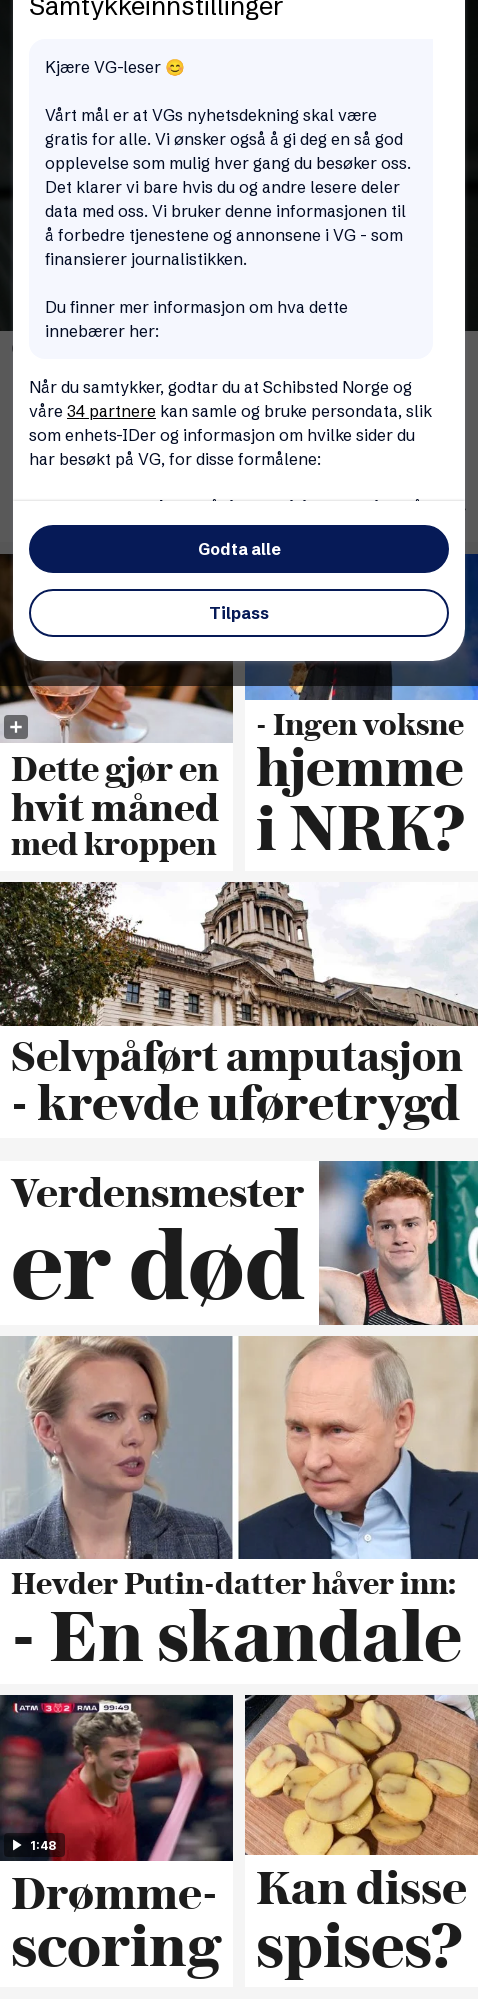 Samtykkeinnstillinger
Kjære VG-leser 😊
Vårt mål er at VGs nyhetsdekning skal være
gratis for alle. Vi ønsker også å gi deg en så god
opplevelse som mulig hver gang du besøker oss.
Det klarer vi bare hvis du og andre lesere deler
data med oss. Vi bruker denne informasjonen til
å forbedre tjenestene og annonsene i VG - som
finansierer journalistikken.
Du finner mer informasjon om hva dette
innebærer her:
Når du samtykker, godtar du at Schibsted Norge og
våre 34 partnere kan samle og bruke persondata, slik
som enhets-IDer og informasjon om hvilke sider du
har besøkt på VG, for disse formålene:
Godta alle
Tilpass
Dette gjør en
hvit måned
med kroppen
- Ingen voksne
hjemme
i NRK?
Selvpåført amputasjon
- krevde uføretrygd
Verdensmester
er død
Hevder Putin-datter håver inn:
- En skandale
ATM 3 2 RMA 99:49
1:48
Drømme-
scoring
Kan disse
spises?